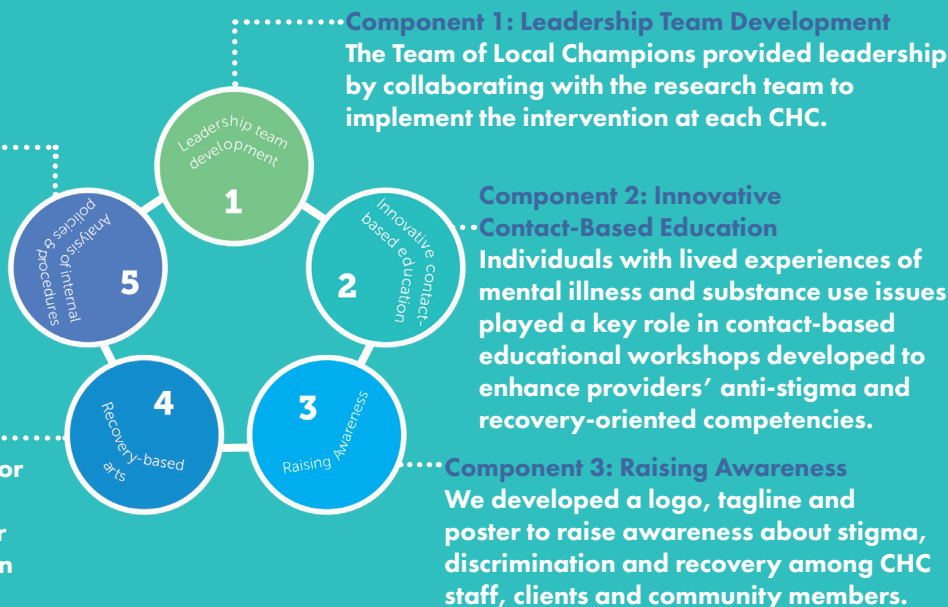 Component 1: Leadership Team Development
The Team of Local Champions provided leadership
by collaborating with the research team to
implement the intervention at each CHC.
Leadership team
development
1
Innovative contact-
based education
2
Component 2: Innovative
Contact-Based Education
Individuals with lived experiences of
mental illness and substance use issues
played a key role in contact-based
educational workshops developed to
enhance providers’ anti-stigma and
recovery-oriented competencies.
Raising Awareness
3
Component 3: Raising Awareness
We developed a logo, tagline and
poster to raise awareness about stigma,
discrimination and recovery among CHC
staff, clients and community members.
Recovery-based
arts
4
Analysis of internal
policies & procedures
5
or